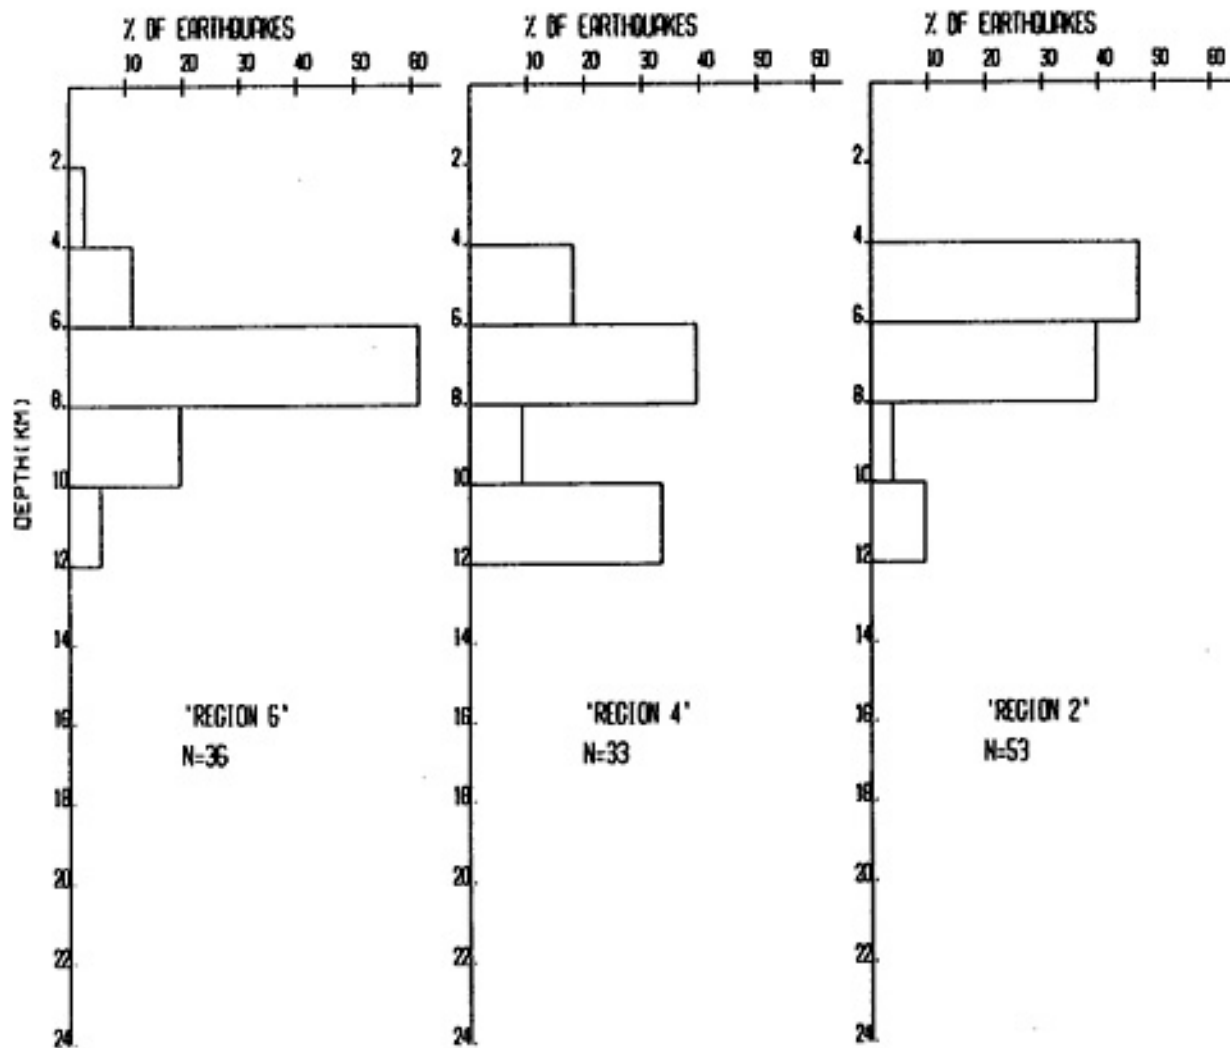 % OF EARTHQUAKES
10 20 30 40 50 60
2
4
6
8
10
12
14
16
18
20
22
24
DEPTH(KM)
"REGION 6"
N=36
% OF EARTHQUAKES
10 20 30 40 50 60
2
4
6
8
10
12
14
16
18
20
22
24
"REGION 4"
N=33
% OF EARTHQUAKES
10 20 30 40 50 60
2
4
6
8
10
12
14
16
18
20
22
24
"REGION 2"
N=53